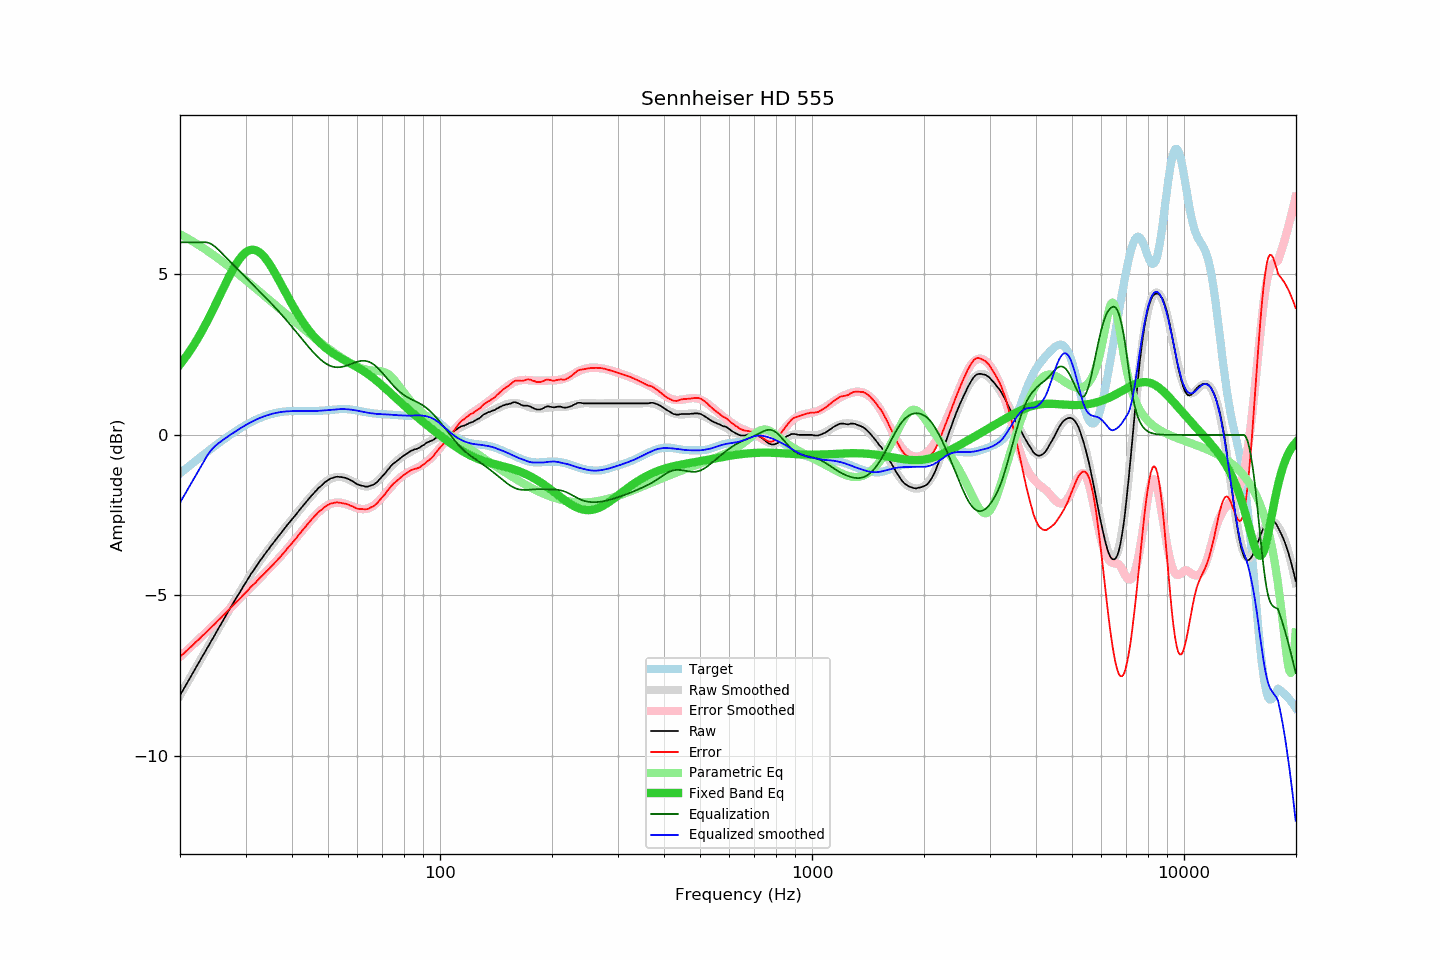 Sennheiser HD 555
Amplitude (dBr)
5
0
−5
−10
Target
Raw Smoothed
Error Smoothed
Raw
Error
Parametric Eq
Fixed Band Eq
Equalization
Equalized smoothed
100
1000
10000
Frequency (Hz)